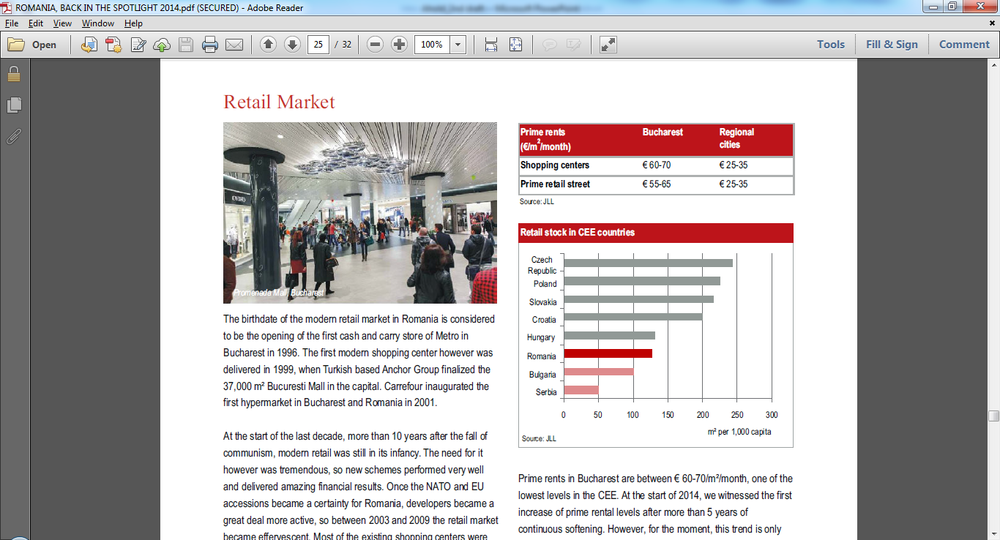 ROMANIA, BACK IN THE SPOTLIGHT 2014.pdf (SECURED) - Adobe Reader
File Edit View Window Help
Open 25 / 32 100% Tools Fill & Sign Comment
Retail Market
OVIHO
Promenada Mall, Bucharest
The birthdate of the modern retail market in Romania is considered
to be the opening of the first cash and carry store of Metro in
Bucharest in 1996. The first modern shopping center however was
delivered in 1999, when Turkish based Anchor Group finalized the
37,000 m² Bucuresti Mall in the capital. Carrefour inaugurated the
first hypermarket in Bucharest and Romania in 2001.
At the start of the last decade, more than 10 years after the fall of
communism, modern retail was still in its infancy. The need for it
however was tremendous, so new schemes performed very well
and delivered amazing financial results. Once the NATO and EU
accessions became a certainty for Romania, developers became a
great deal more active, so between 2003 and 2009 the retail market
became effervescent. Most of the existing shopping centers were
Prime rents Bucharest Regional
(€/m²/month) cities
Shopping centers € 60-70 € 25-35
Prime retail street € 55-65 € 25-35
Source: JLL
Retail stock in CEE countries
Czech
Republic
Poland
Slovakia
Croatia
Hungary
Romania
Bulgaria
Serbia
0 50 100 150 200 250 300
m² per 1,000 capita
Source: JLL
Prime rents in Bucharest are between € 60-70/m²/month, one of the
lowest levels in the CEE. At the start of 2014, we witnessed the first
increase of prime rental levels after more than 5 years of
continuous softening. However, for the moment, this trend is only